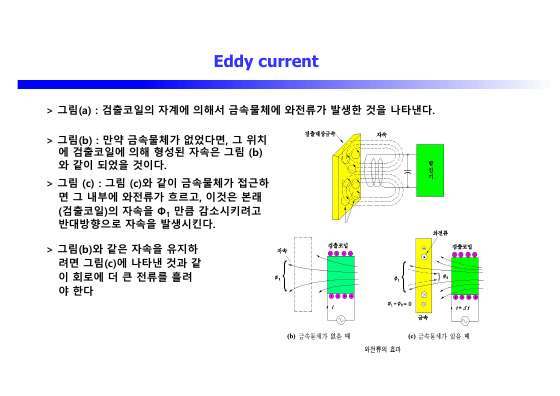 Eddy current
> 그림(a) : 검출코일의 자계에 의해서 금속물체에 와전류가 발생한 것을 나타낸다.
> 그림(b) : 만약 금속물체가 없었다면, 그 위치
에 검출코일에 의해 형성된 자속은 그림 (b)
와 같이 되었을 것이다.
> 그림 (c) : 그림 (c)와 같이 금속물체가 접근하
면 그 내부에 와전류가 흐르고, 이것은 본래
(검출코일)의 자속을 Φ₁ 만큼 감소시키려고
반대방향으로 자속을 발생시킨다.
> 그림(b)와 같은 자속을 유지하
려면 그림(c)에 나타낸 것과 같
이 회로에 더 큰 전류를 흘려
야 한다
검출대상금속
자속
발진기
자속
검출코일
i
(b) 금속물체가 없을 때
와전류
검출코일
금속
i + Δi
(c) 금속물체가 있을 때
와전류의 효과